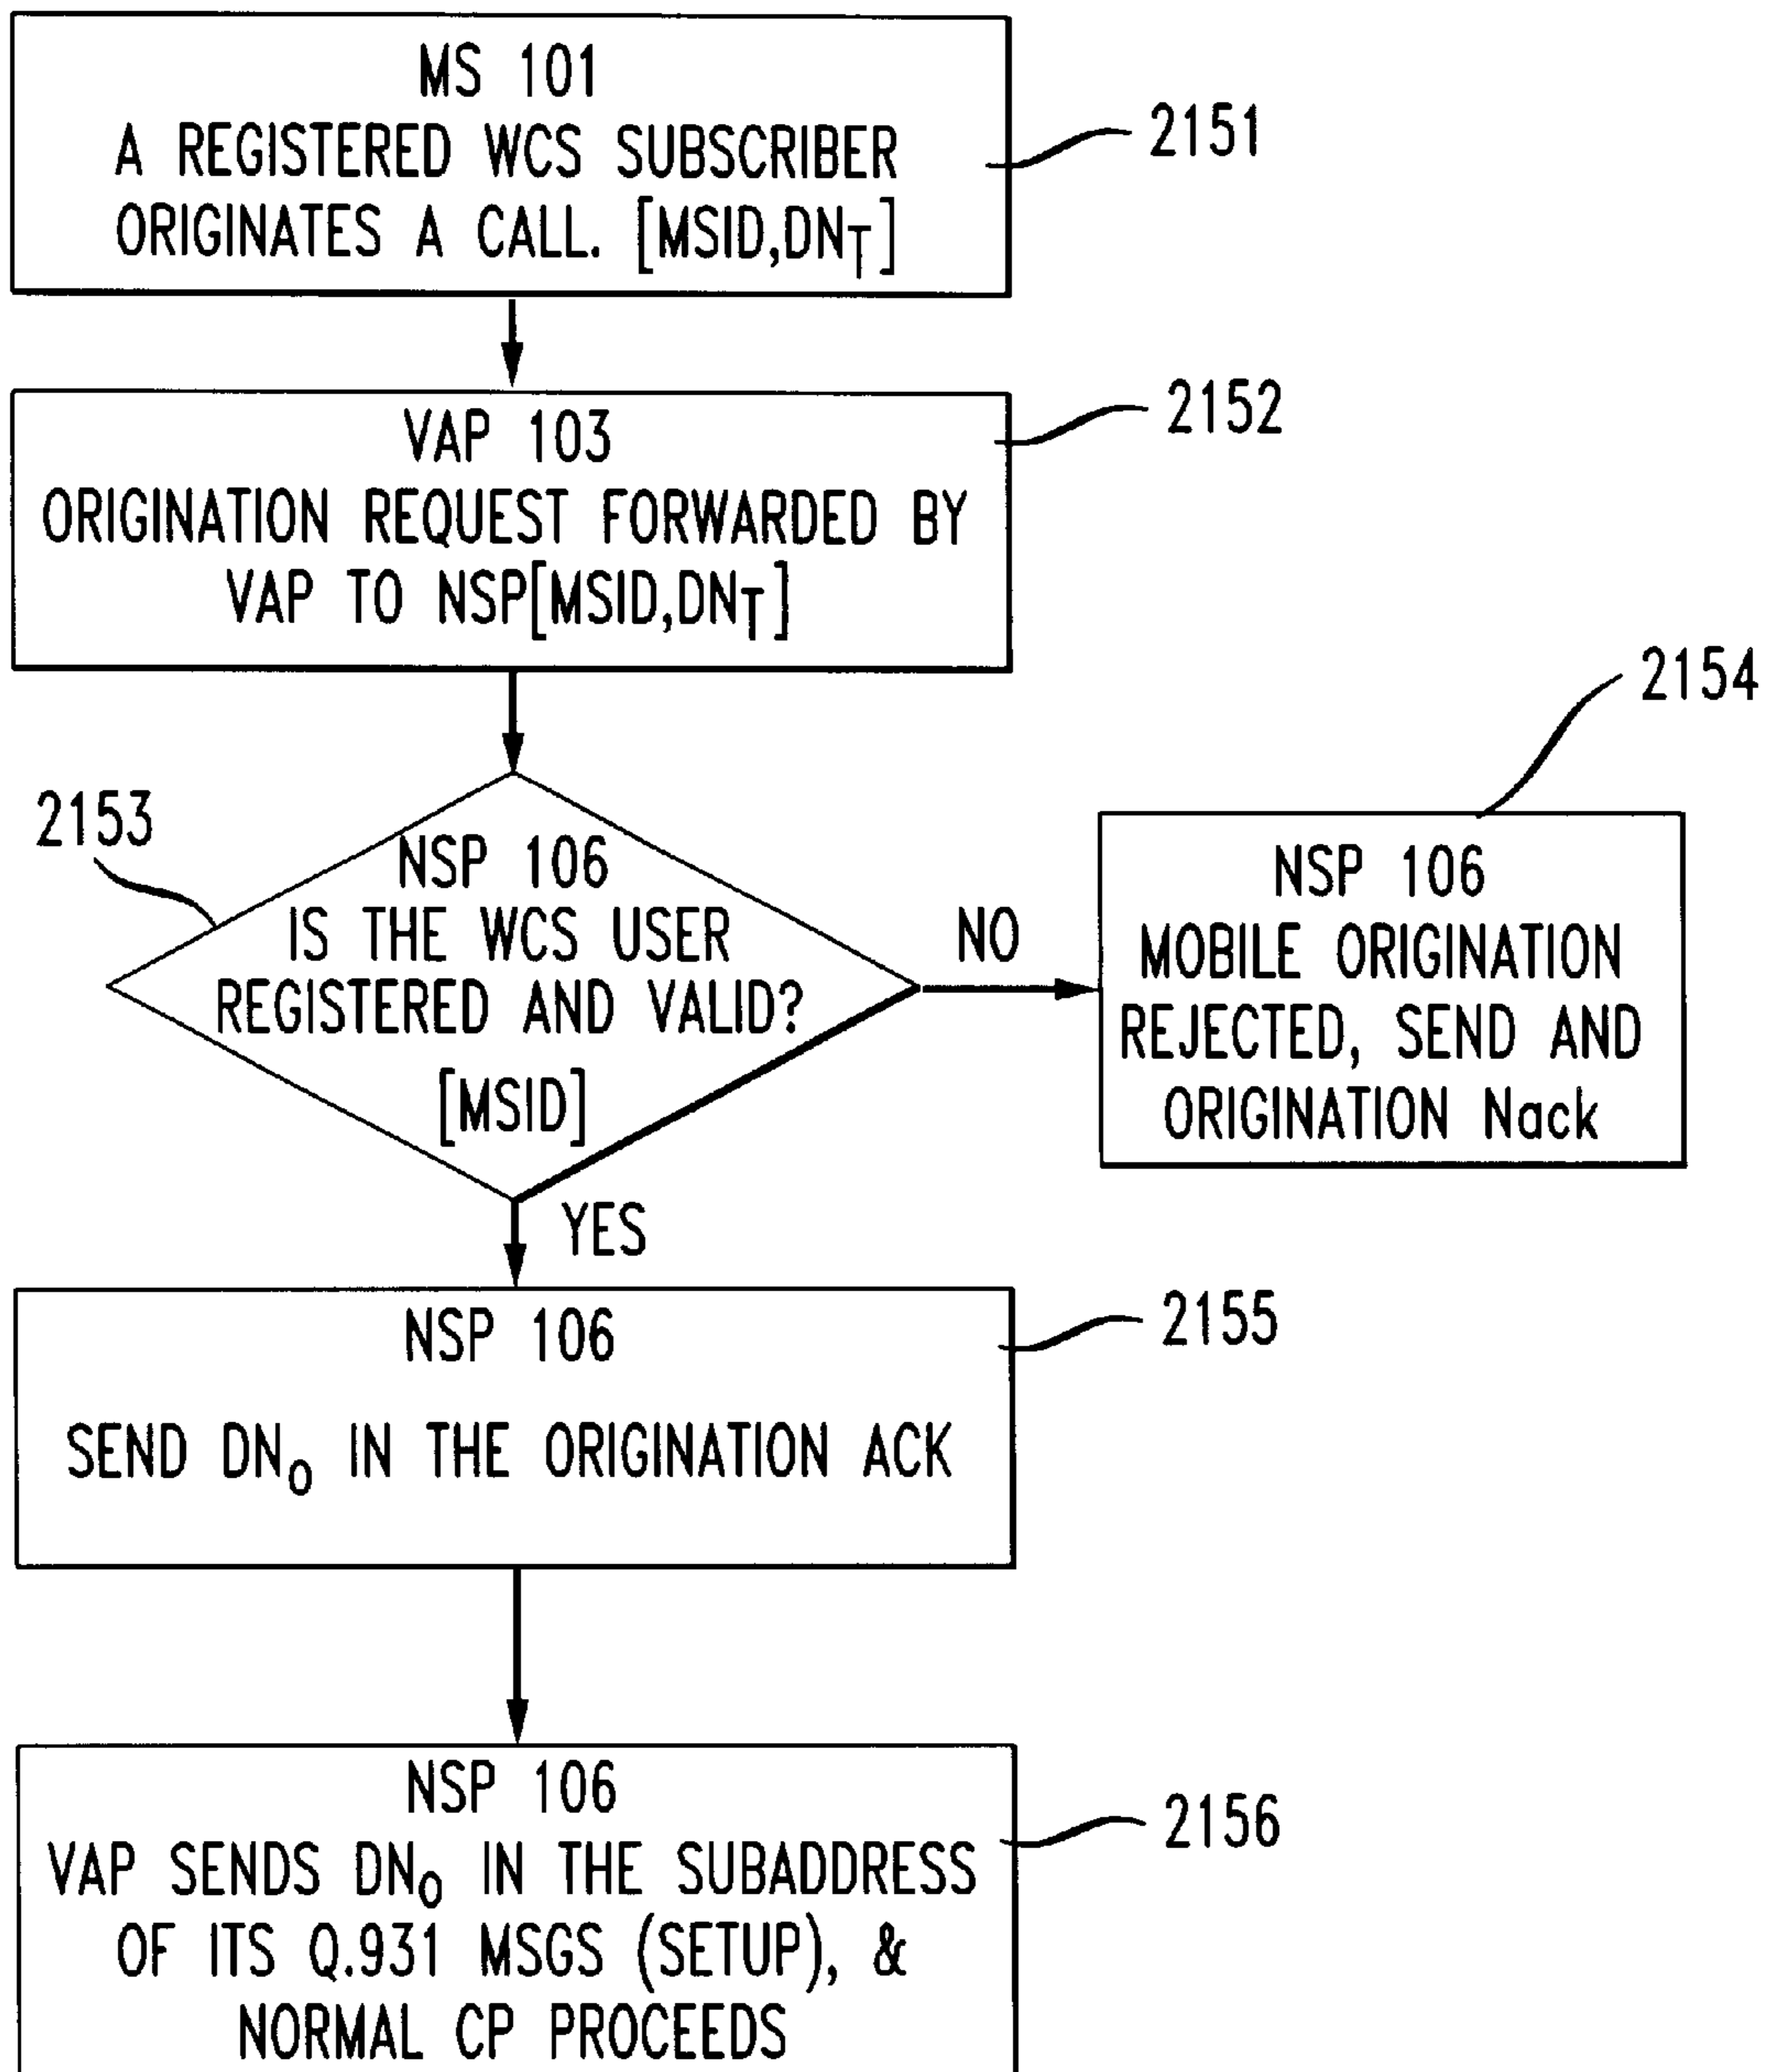 MS 101
A REGISTERED WCS SUBSCRIBER
ORIGINATES A CALL. [MSID,DNT]
2151
VAP 103
ORIGINATION REQUEST FORWARDED BY
VAP TO NSP[MSID,DNT]
2152
2153
NSP 106
IS THE WCS USER
REGISTERED AND VALID?
[MSID]
NO
2154
NSP 106
MOBILE ORIGINATION
REJECTED, SEND AND
ORIGINATION Nack
YES
NSP 106
SEND DNO IN THE ORIGINATION ACK
2155
NSP 106
VAP SENDS DNO IN THE SUBADDRESS
OF ITS Q.931 MSGS (SETUP), &
NORMAL CP PROCEEDS
2156